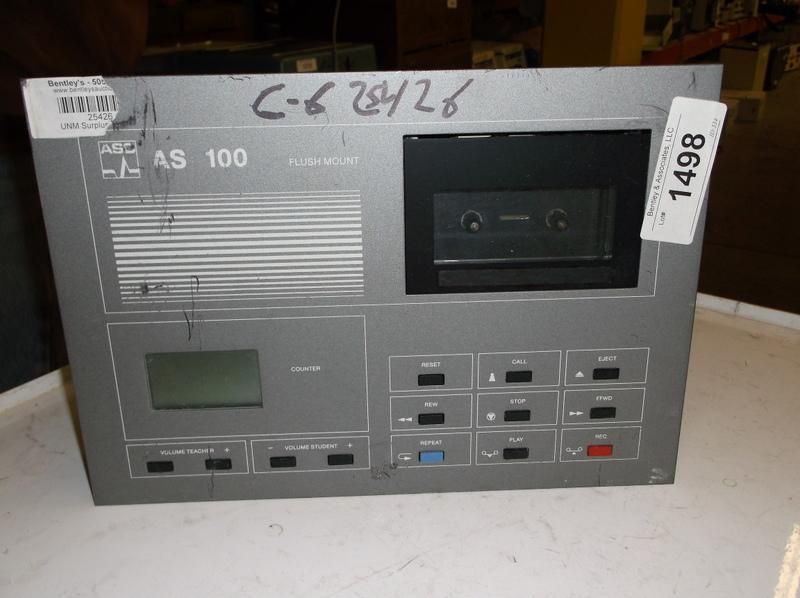 Bentley's - 505
www.bentleysauctio
25426
UNM Surplus
C-6 25426
Bentley & Associates, LLC
Lot#
1498
ASC
AS 100
FLUSH MOUNT
COUNTER
RESET
CALL
EJECT
REW
STOP
FFWD
REPEAT
PLAY
REC
VOLUME TEACHER +
- VOLUME STUDENT +